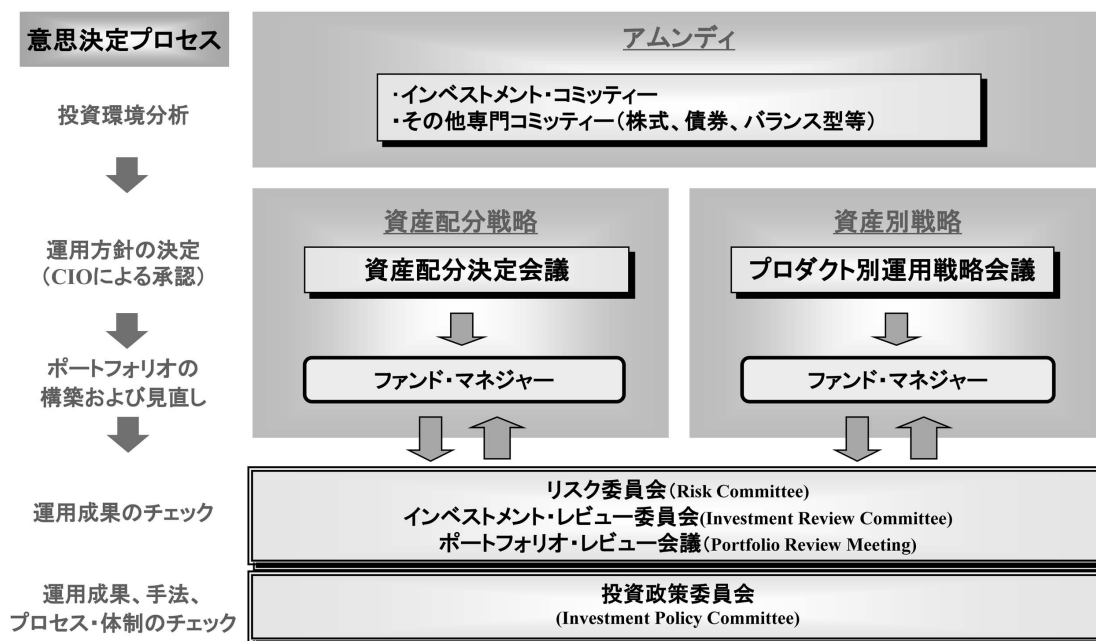 意思決定プロセス
アムンディ
投資環境分析
・インベストメント・コミッティー
・その他専門コミッティー（株式、債券、バランス型等）
運用方針の決定
（CIOによる承認）
資産配分戦略
資産配分決定会議
資産別戦略
プロダクト別運用戦略会議
ポートフォリオの
構築および見直し
ファンド・マネジャー
ファンド・マネジャー
運用成果のチェック
リスク委員会（Risk Committee)
インベストメント・レビュー委員会(Investment Review Committee)
ポートフォリオ・レビュー会議（Portfolio Review Meeting)
運用成果、手法、
プロセス・体制のチェック
投資政策委員会
(Investment Policy Committee)